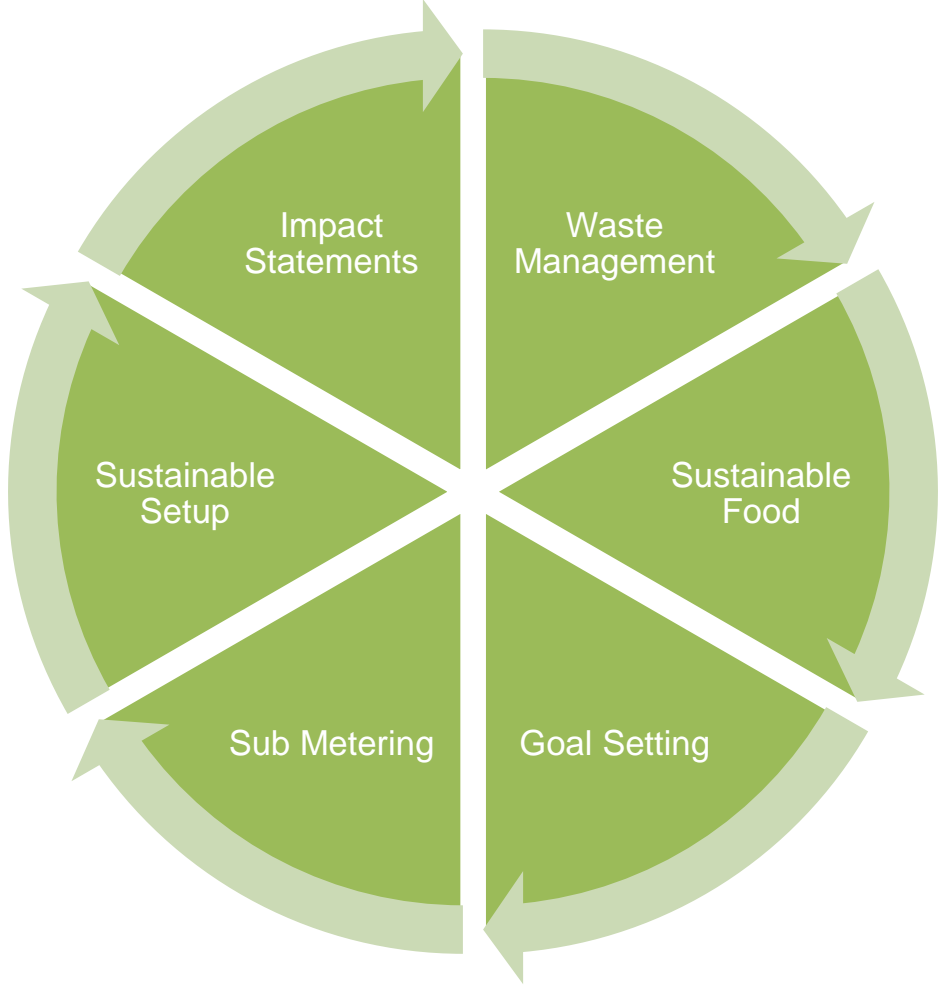 Impact
Statements
Waste
Management
Sustainable
Setup
Sustainable
Food
Sub Metering
Goal Setting